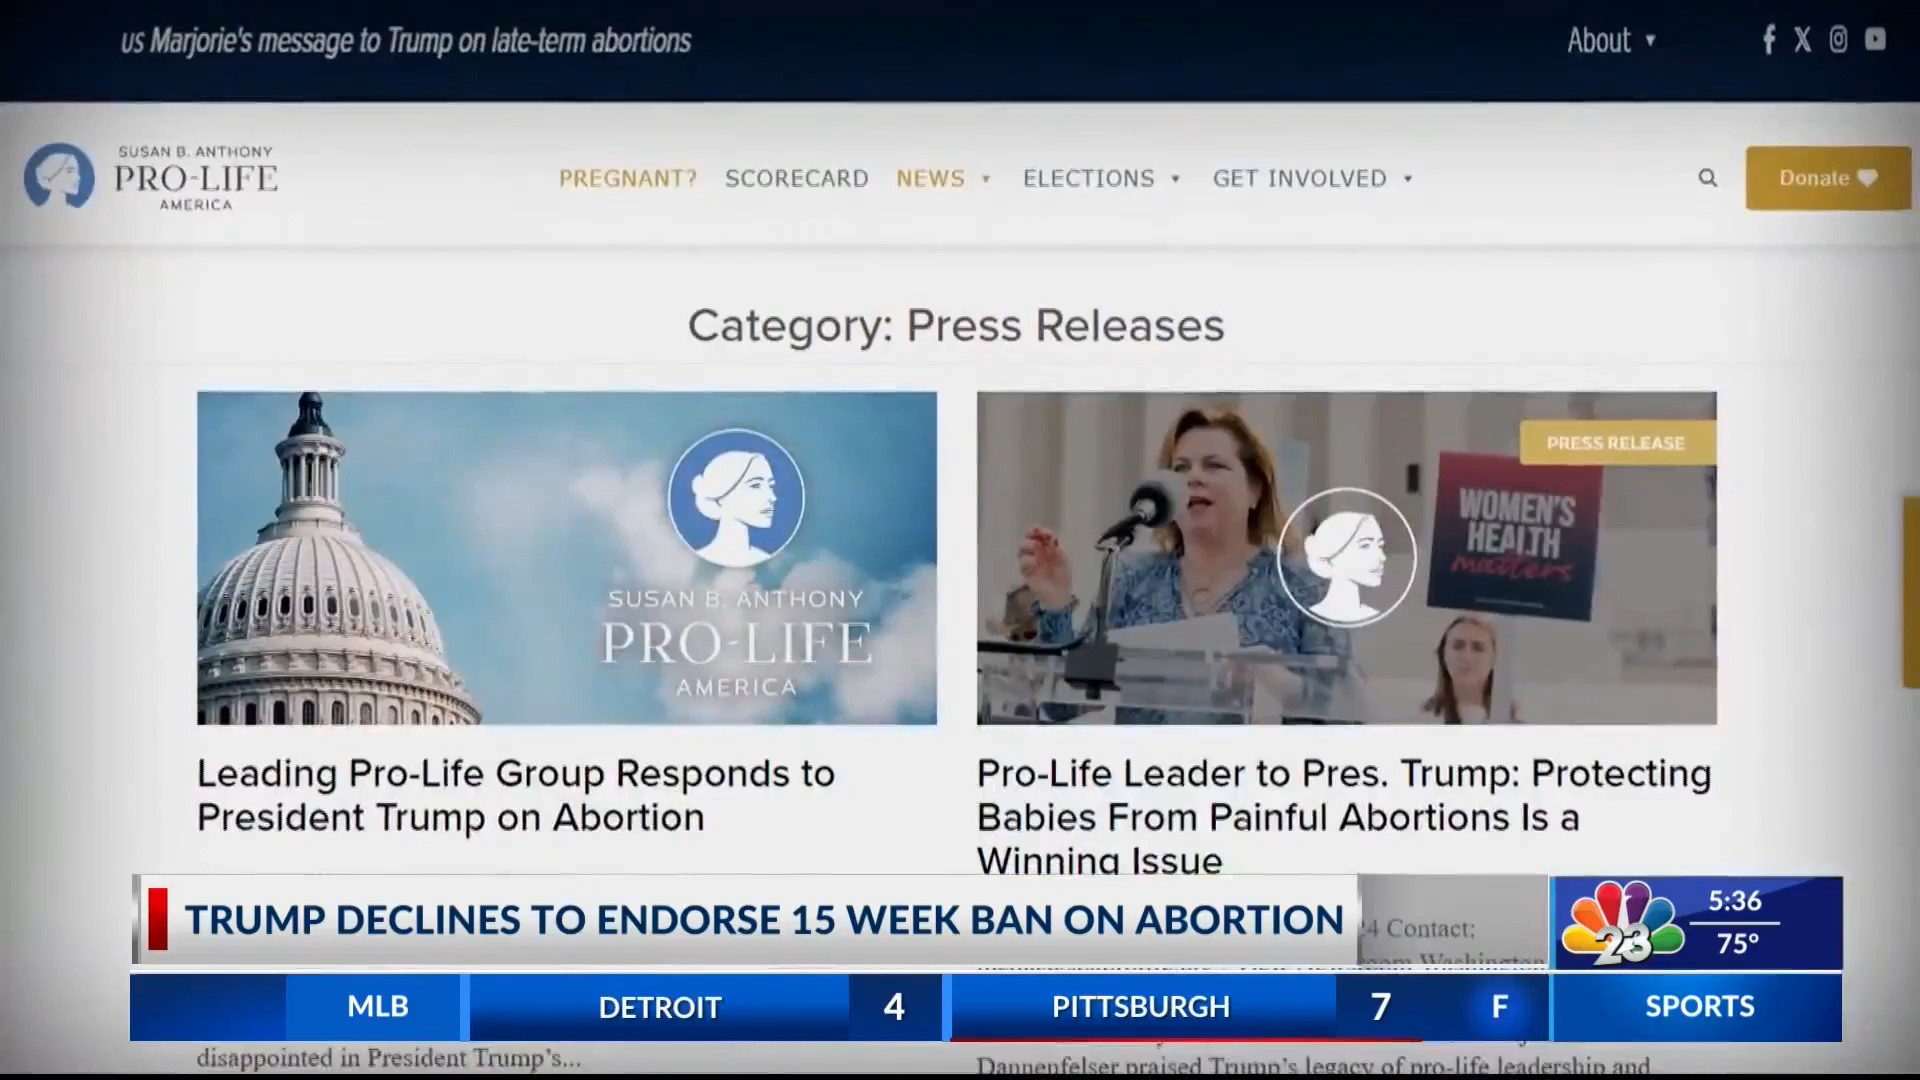 us Marjorie's message to Trump on late-term abortions
About
SUSAN B. ANTHONY
PRO-LIFE
AMERICA
PREGNANT? SCORECARD NEWS ELECTIONS GET INVOLVED
Donate
Category: Press Releases
SUSAN B. ANTHONY
PRO-LIFE
AMERICA
PRESS RELEASE
WOMEN'S
HEALTH
matters
Leading Pro-Life Group Responds to
President Trump on Abortion
Pro-Life Leader to Pres. Trump: Protecting
Babies From Painful Abortions Is a
Winning Issue
4 Contact;
Washington
TRUMP DECLINES TO ENDORSE 15 WEEK BAN ON ABORTION
23
5:36
75°
MLB DETROIT 4 PITTSBURGH 7 F SPORTS
disappointed in President Trump's...
Dannenfelser praised Trump's legacy of pro-life leadership and